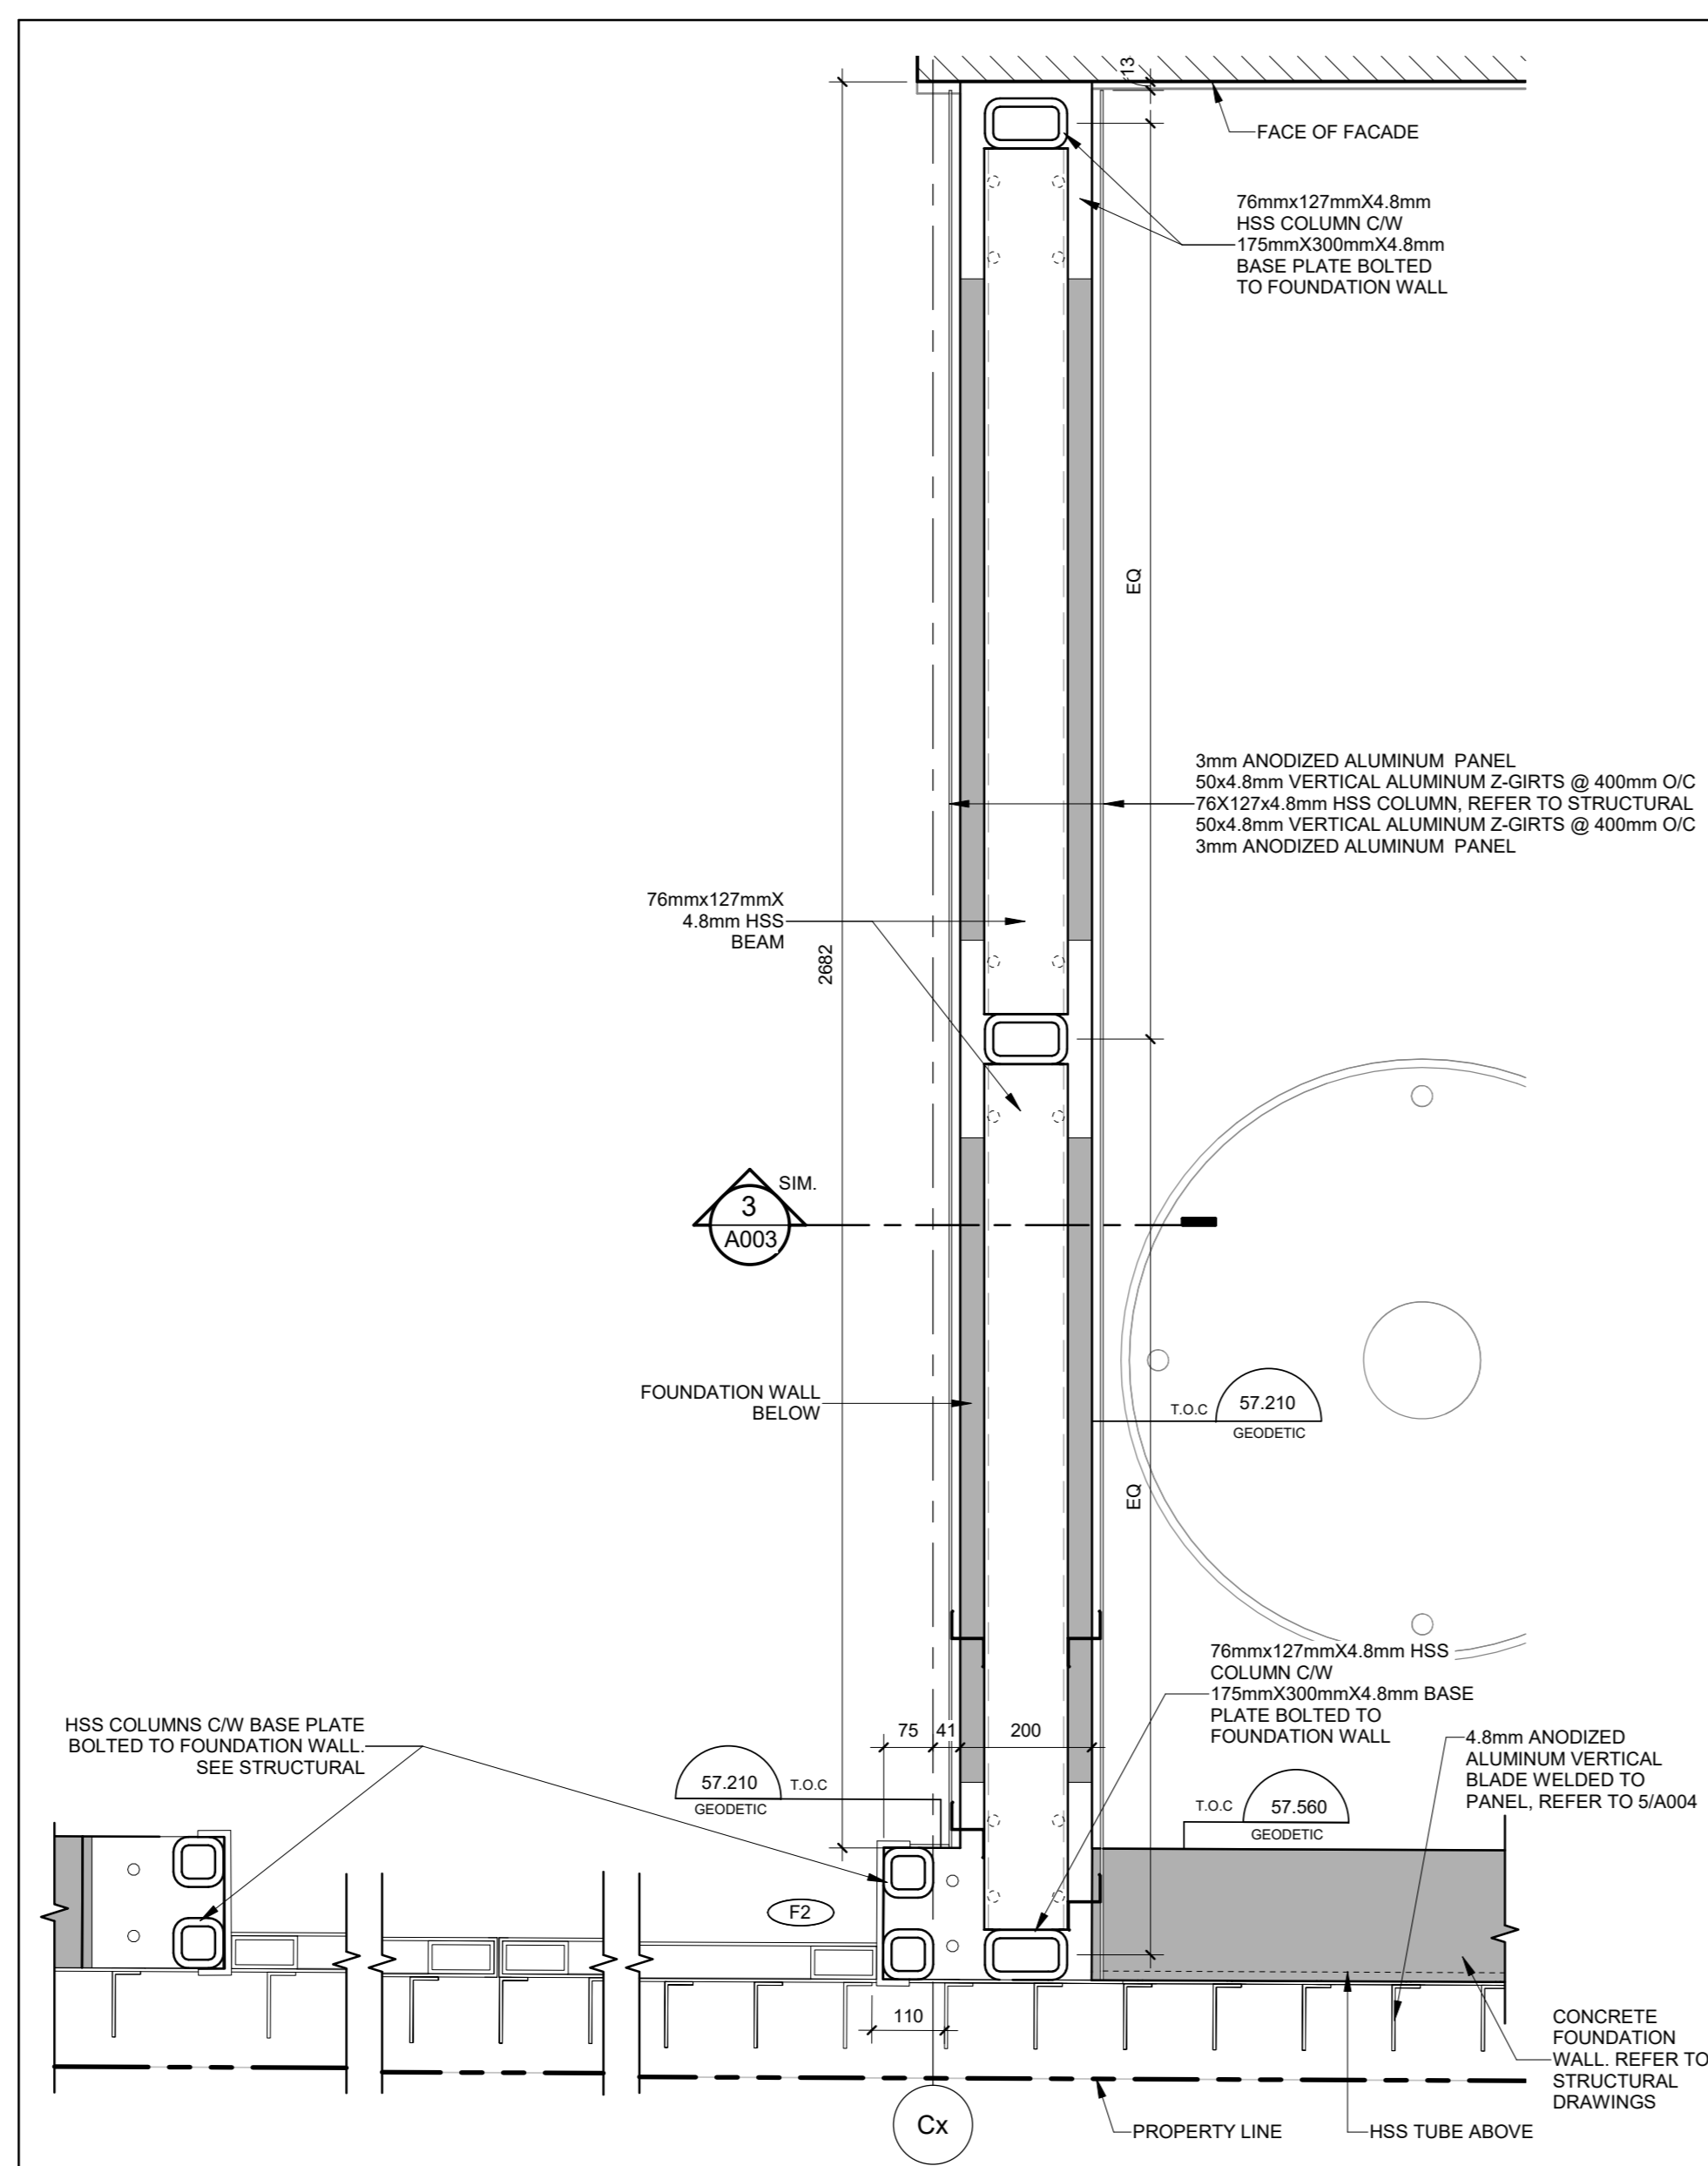 13
FACE OF FACADE
76mmx127mmX4.8mm
HSS COLUMN C/W
175mmX300mmX4.8mm
BASE PLATE BOLTED
TO FOUNDATION WALL
EQ
3mm ANODIZED ALUMINUM PANEL
50x4.8mm VERTICAL ALUMINUM Z-GIRTS @ 400mm O/C
76X127x4.8mm HSS COLUMN, REFER TO STRUCTURAL
50x4.8mm VERTICAL ALUMINUM Z-GIRTS @ 400mm O/C
3mm ANODIZED ALUMINUM PANEL
76mmx127mmX
4.8mm HSS
BEAM
2682
SIM.
3
A003
FOUNDATION WALL
BELOW
T.O.C
57.210
GEODETIC
EQ
76mmx127mmX4.8mm HSS
COLUMN C/W
175mmX300mmX4.8mm BASE
PLATE BOLTED TO
FOUNDATION WALL
HSS COLUMNS C/W BASE PLATE
BOLTED TO FOUNDATION WALL.
SEE STRUCTURAL
75
41
200
4.8mm ANODIZED
ALUMINUM VERTICAL
BLADE WELDED TO
PANEL, REFER TO 5/A004
57.210
T.O.C
GEODETIC
T.O.C
57.560
GEODETIC
F2
110
CONCRETE
FOUNDATION
WALL. REFER TO
STRUCTURAL
DRAWINGS
Cx
PROPERTY LINE
HSS TUBE ABOVE